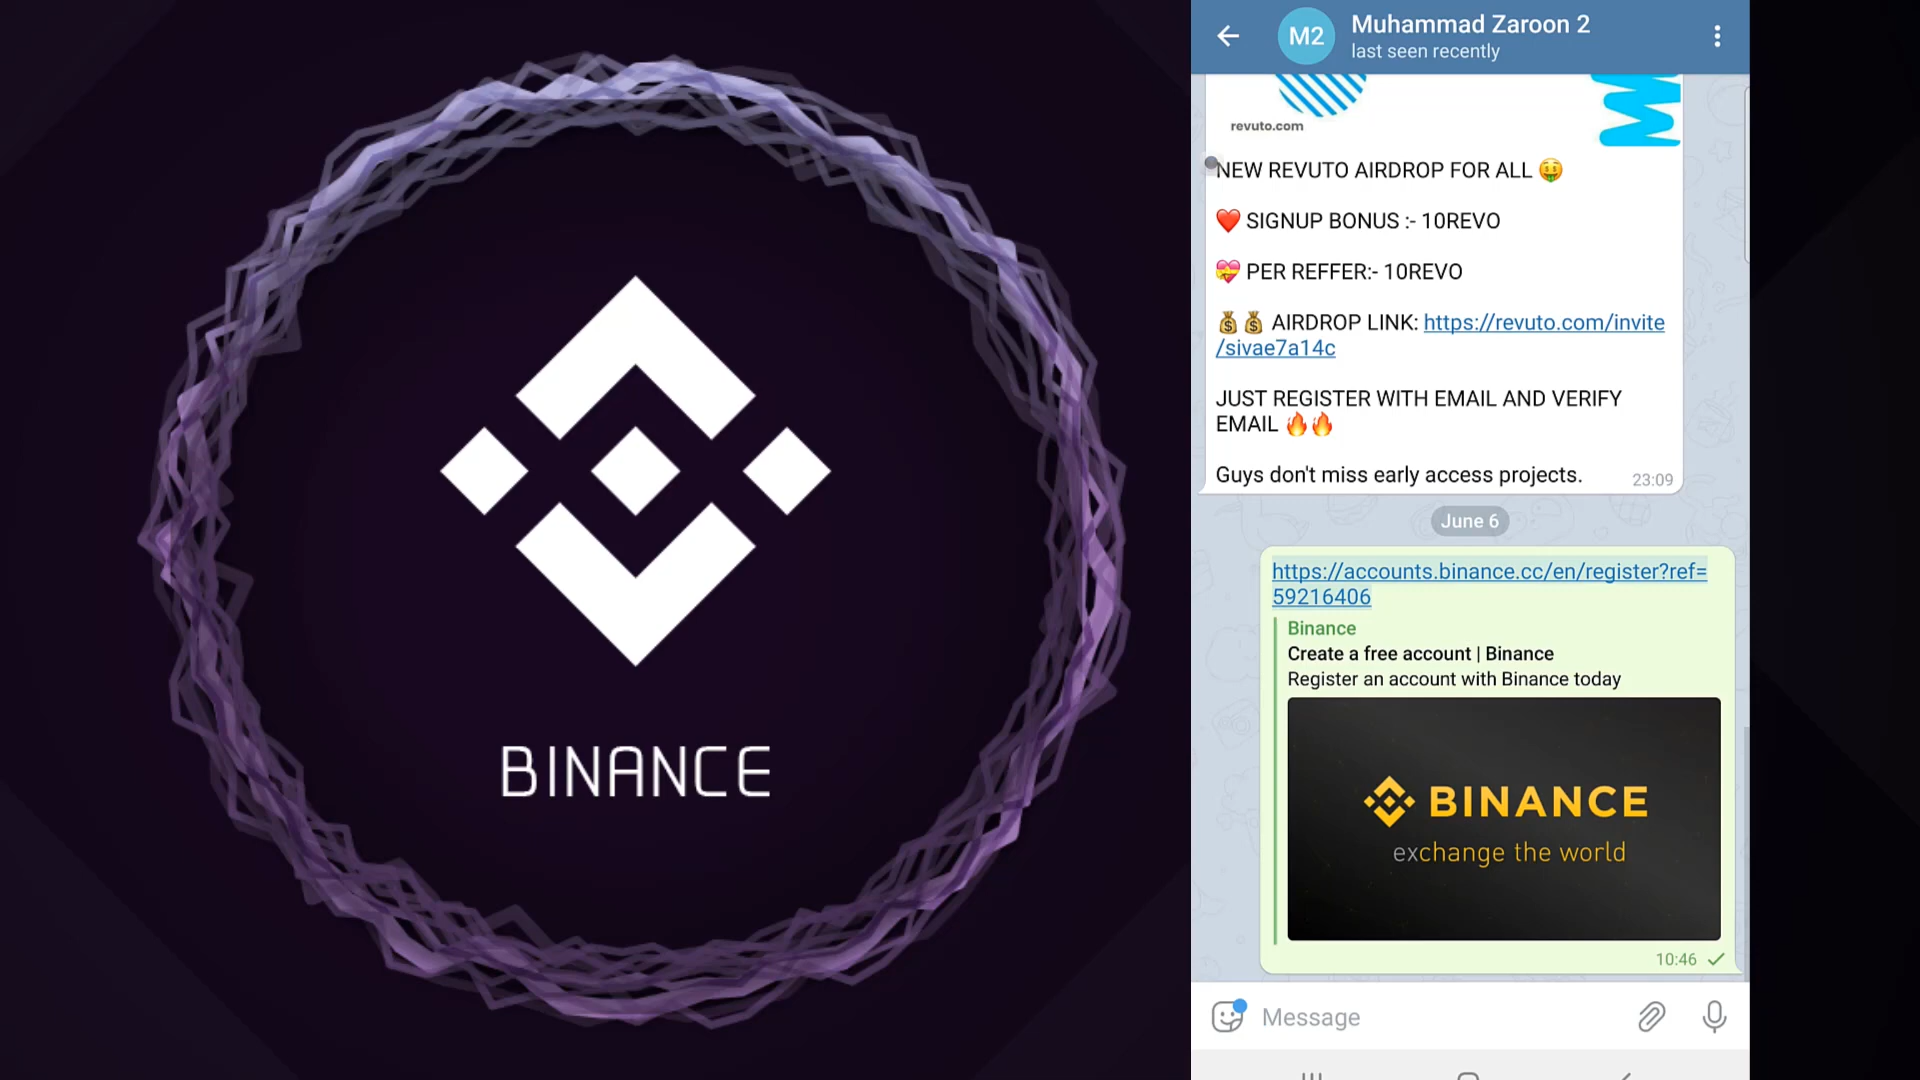 BINANCE
M2
Muhammad Zaroon 2
last seen recently
revuto.com
NEW REVUTO AIRDROP FOR ALL 🤑
❤️ SIGNUP BONUS :- 10REVO
💝 PER REFFER:- 10REVO
💰💰 AIRDROP LINK: https://revuto.com/invite
/sivae7a14c
JUST REGISTER WITH EMAIL AND VERIFY
EMAIL 🔥🔥
Guys don't miss early access projects.
23:09
June 6
https://accounts.binance.cc/en/register?ref=
59216406
Binance
Create a free account | Binance
Register an account with Binance today
BINANCE
exchange the world
10:46
Message